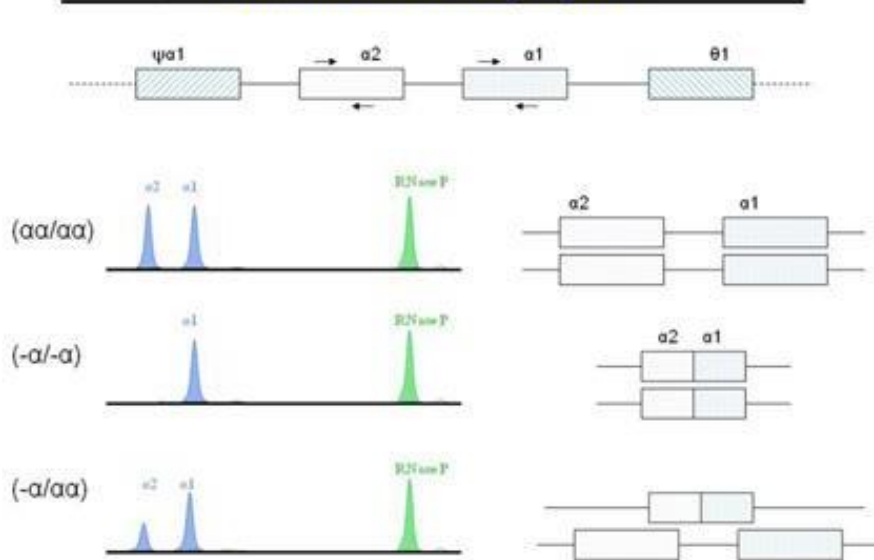 ψα1 α2 α1 θ1
α2 α1 RNase P
(αα/αα)
α2 α1
α1 RNase P
(-α/-α)
α2 α1
α2 α1 RNase P
(-α/αα)